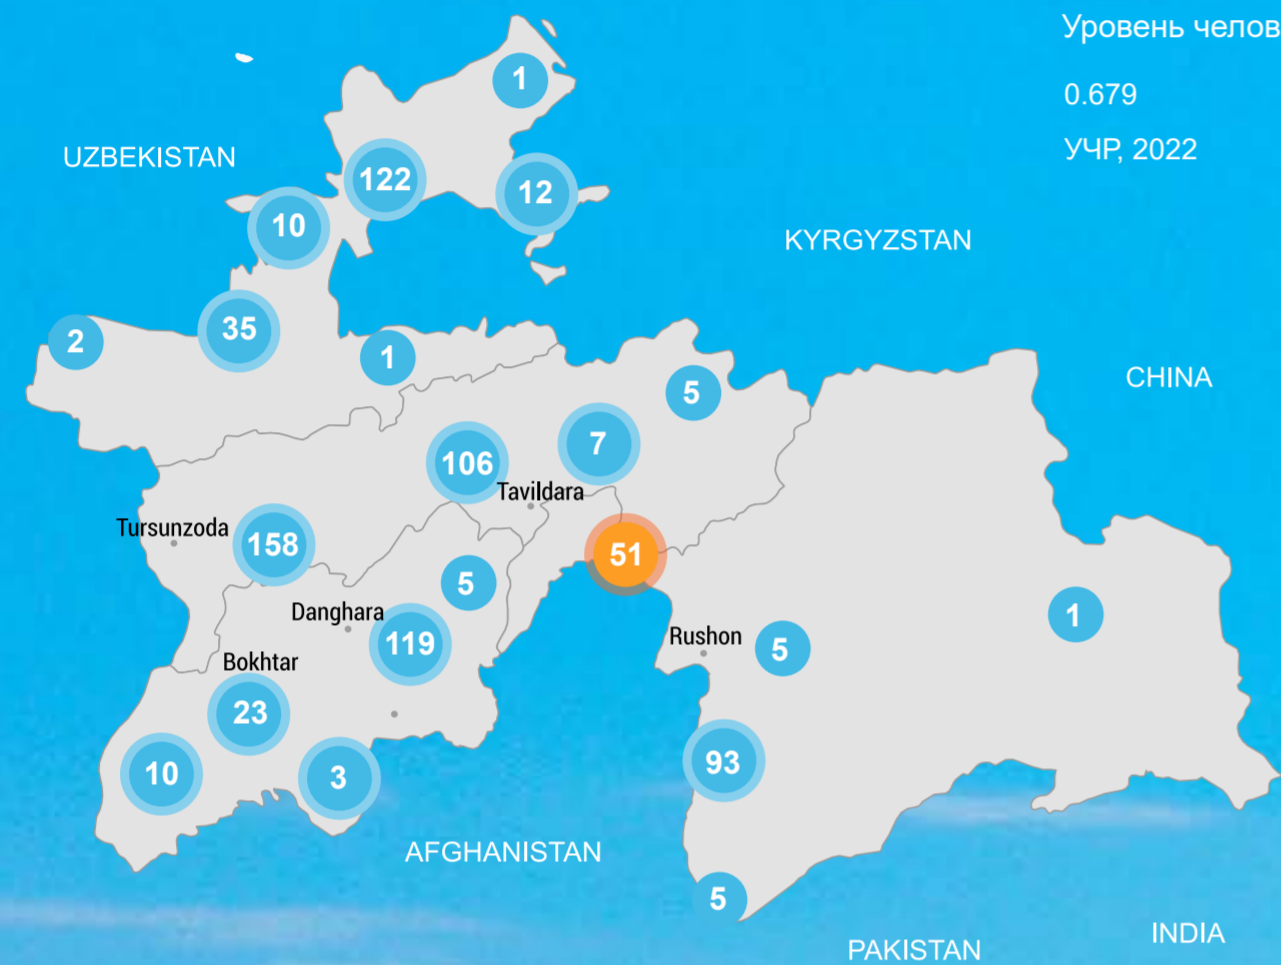 Уровень челов
1
0.679
UZBEKISTAN
УЧР, 2022
122
12
10
KYRGYZSTAN
35
2
1
CHINA
5
7
106
Tavildara
Tursunzoda
158
51
5
Danghara
119
1
Rushon
5
Bokhtar
23
93
10
3
AFGHANISTAN
5
INDIA
PAKISTAN